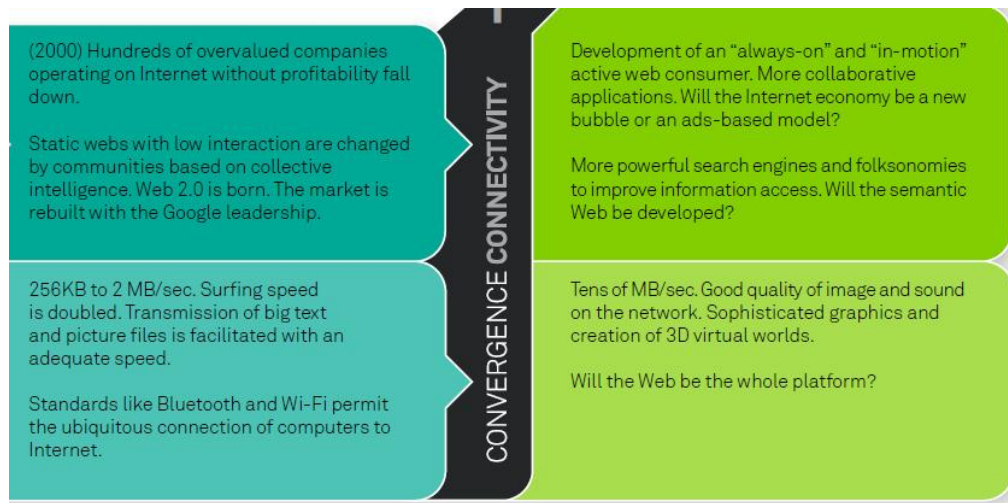 (2000) Hundreds of overvalued companies
operating on Internet without profitability fall
down.
Static webs with low interaction are changed
by communities based on collective
intelligence. Web 2.0 is born. The market is
rebuilt with the Google leadership.
256KB to 2 MB/sec. Surfing speed
is doubled. Transmission of big text
and picture files is facilitated with an
adequate speed.
Standards like Bluetooth and Wi-Fi permit
the ubiquitous connection of computers to
Internet.
CONVERGENCE CONNECTIVITY
Development of an “always-on” and “in-motion”
active web consumer. More collaborative
applications. Will the Internet economy be a new
bubble or an ads-based model?
More powerful search engines and folksonomies
to improve information access. Will the semantic
Web be developed?
Tens of MB/sec. Good quality of image and sound
on the network. Sophisticated graphics and
creation of 3D virtual worlds.
Will the Web be the whole platform?